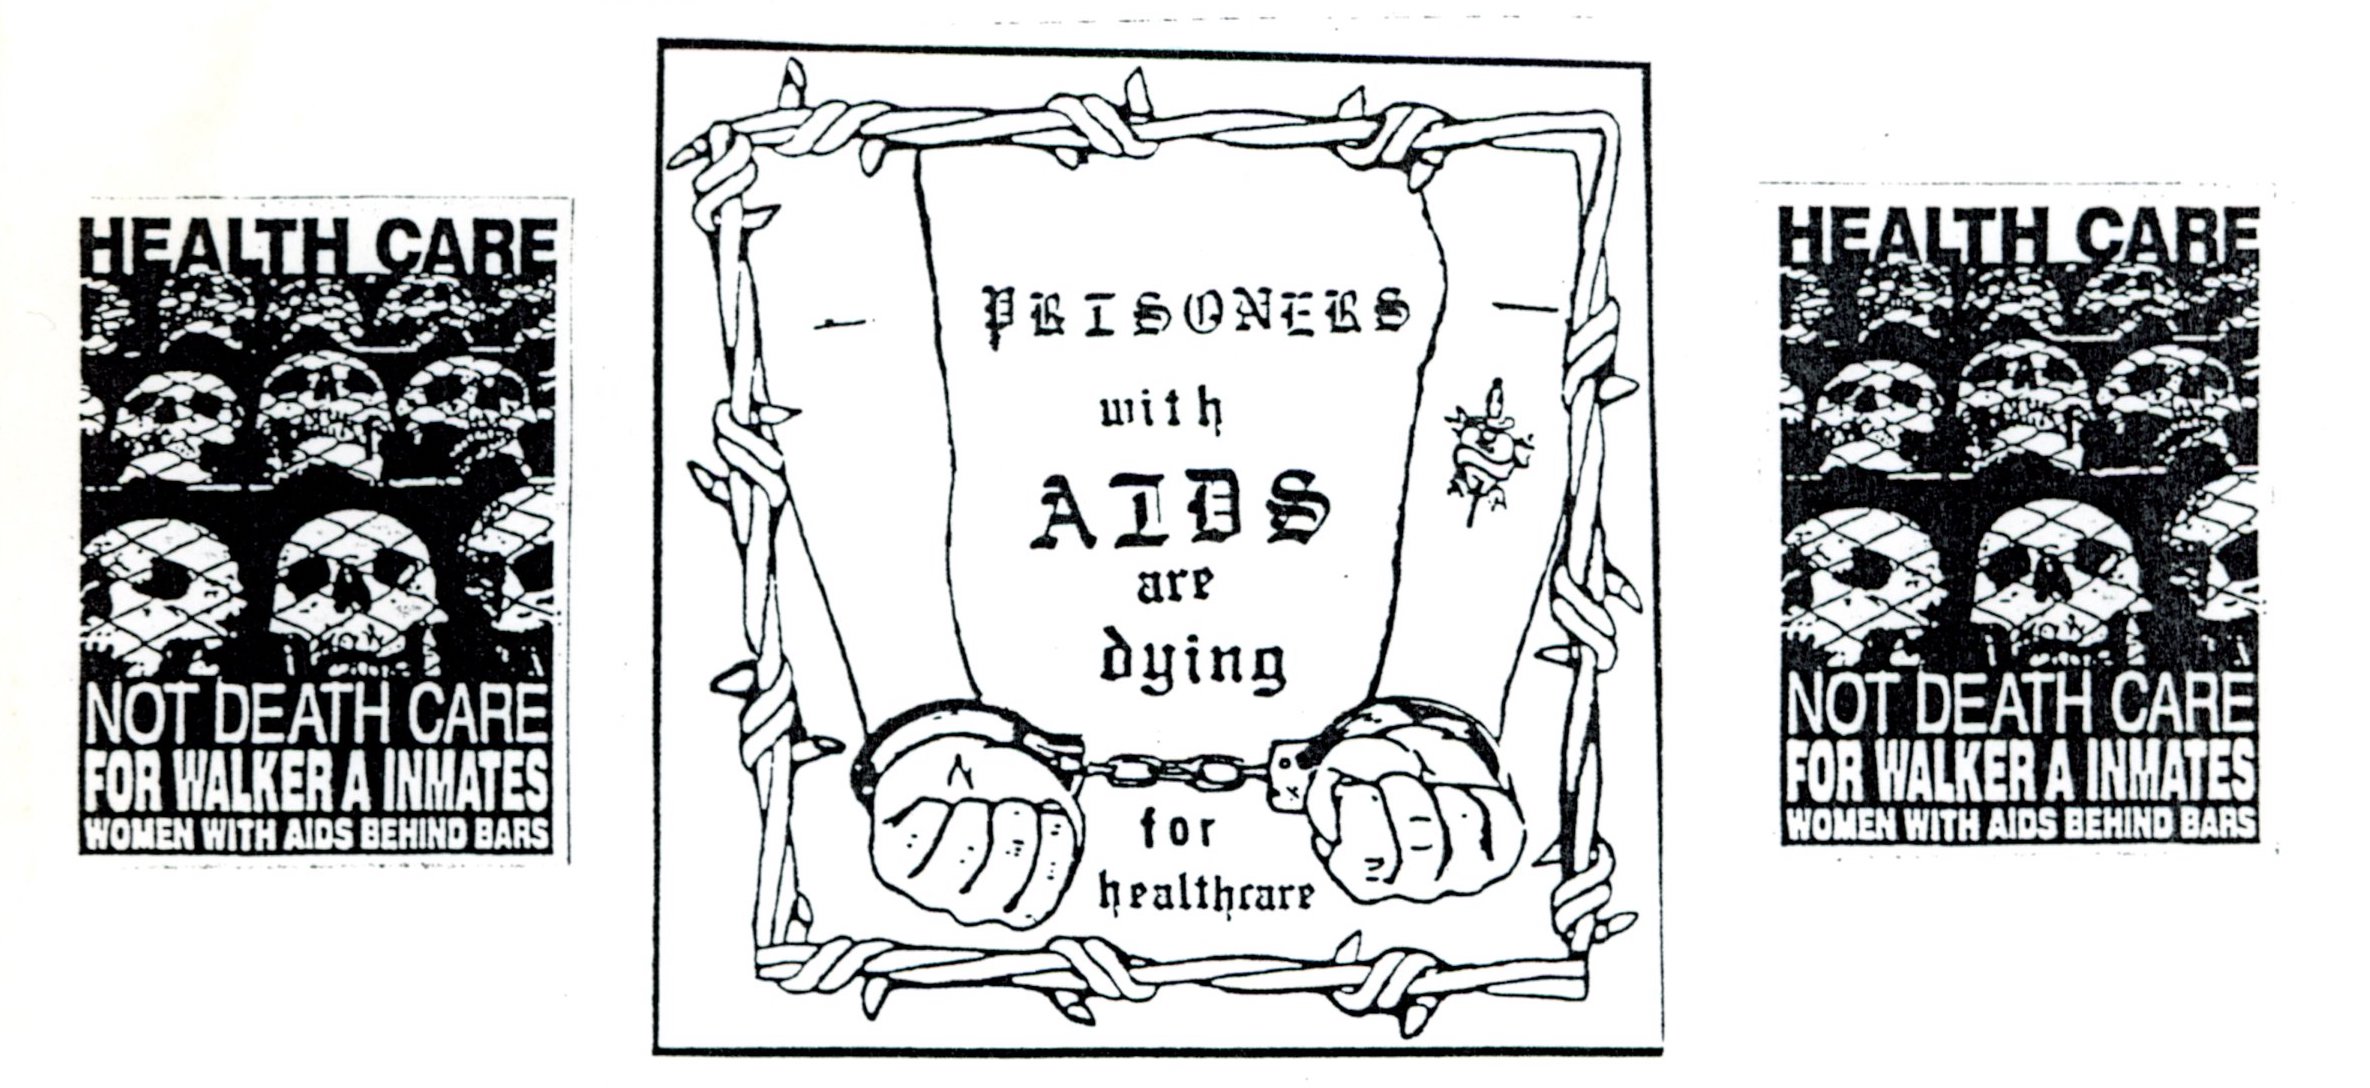 HEALTH CARE
NOT DEATH CARE
FOR WALKER A INMATES
WOMEN WITH AIDS BEHIND BARS
PRISONERS
with
AIDS
are
dying
for
healthcare
HEALTH CARE
NOT DEATH CARE
FOR WALKER A INMATES
WOMEN WITH AIDS BEHIND BARS